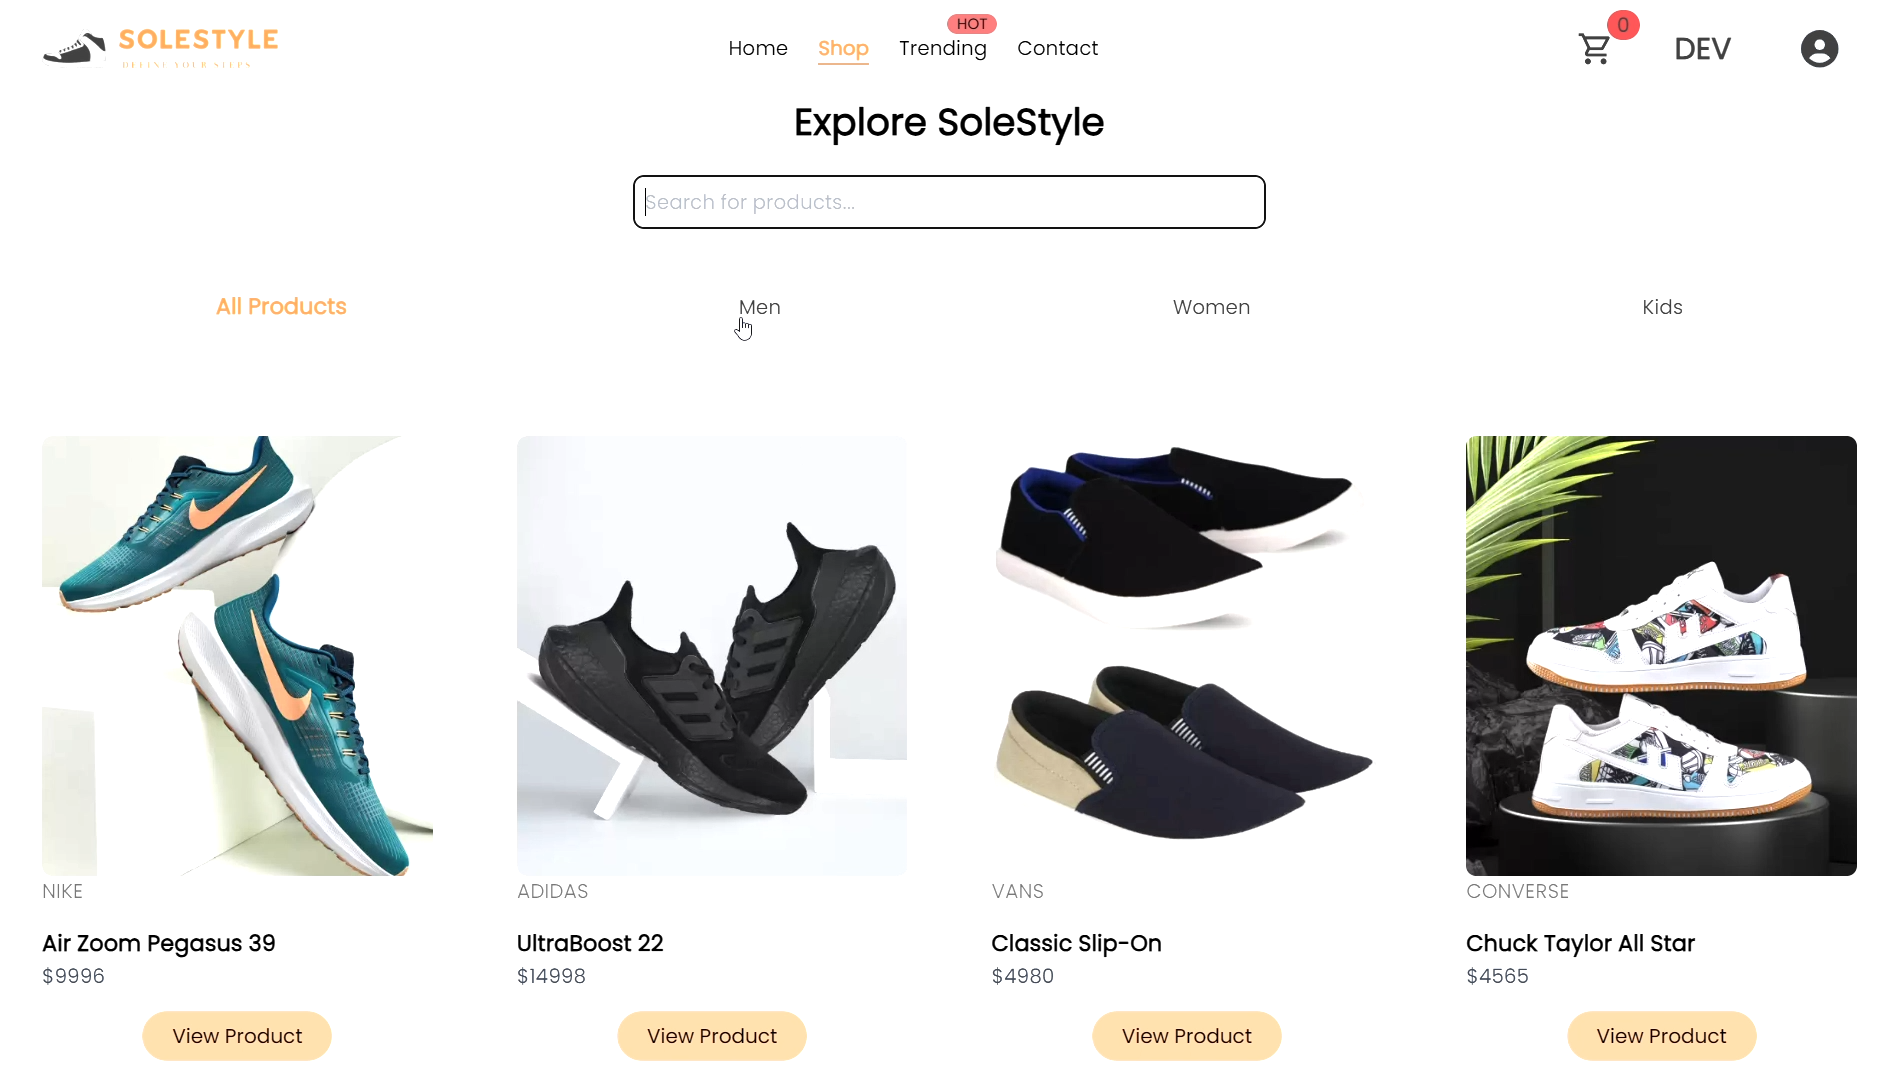 SOLESTYLE
DEFINE YOUR STEPS
Home
Shop
Trending
HOT
Contact
0
DEV
Explore SoleStyle
Search for products...
All Products
Men
Women
Kids
NIKE
Air Zoom Pegasus 39
$9996
View Product
ADIDAS
UltraBoost 22
$14998
View Product
VANS
Classic Slip-On
$4980
View Product
CONVERSE
Chuck Taylor All Star
$4565
View Product